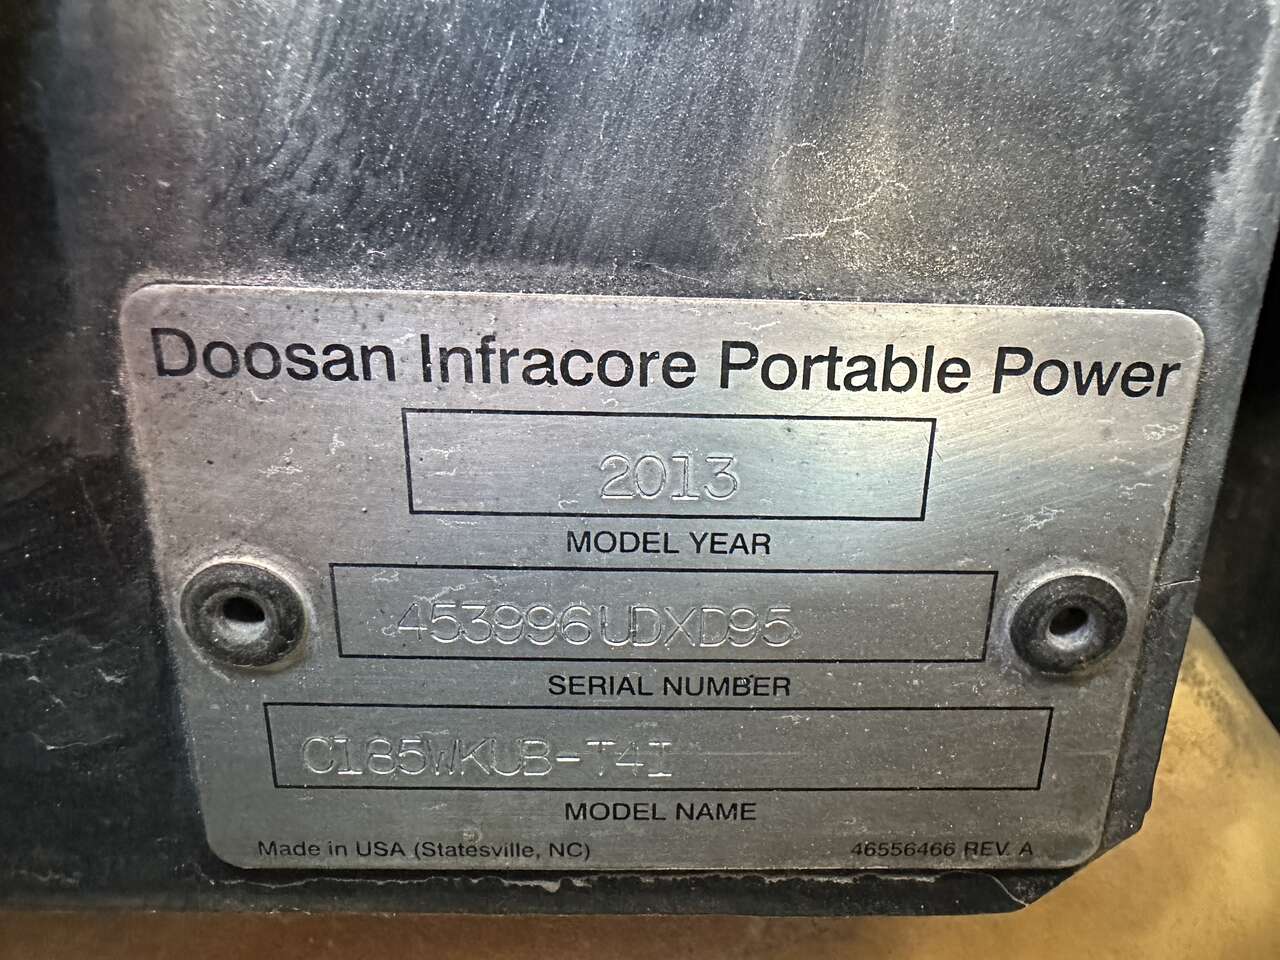 Doosan Infracore Portable Power
2013
MODEL YEAR
453996UDXD95
SERIAL NUMBER
C185WKUB-T4I
MODEL NAME
Made in USA (Statesville, NC)
46556466 REV. A